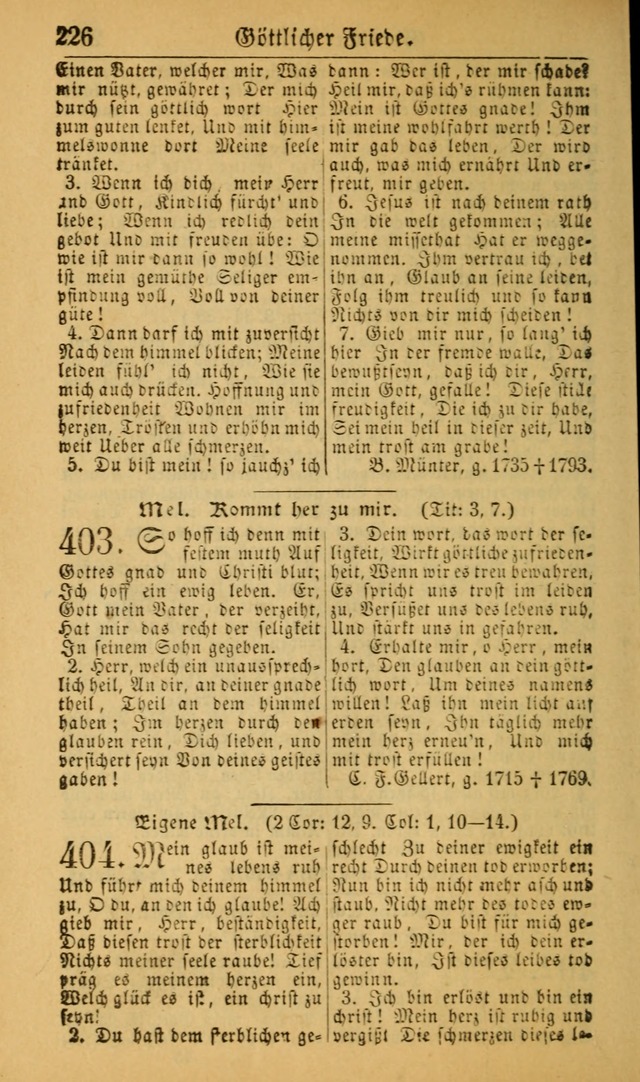 226 Göttlicher Friede.
Einen Vater, welcher mir, Was
mir nützt, gewähret; Der mich
durch sein göttlich wort Hier
zum guten lenket, Und mit him=
melswonne dort Meine seele
tränket.
3. Wenn ich dich, mein Herr
und Gott, Kindlich fürcht' und
liebe; Wenn ich redlich dein
gebot Und mit freuden übe: O
wie ist mir dann so wohl! Wie
ist mein gemüthe Seliger em=
pfindung voll, Voll von deiner
güte!
4. Dann darf ich mit zuversicht
Nach dem himmel blicken; Meine
leiden fühl' ich nicht, Wie sie
mich auch drücken. Hoffnung und
zufriedenheit Wohnen mir im
herzen, Trösten und erhöhn mich
weit Ueber alle schmerzen.
5. Du bist mein! so jauchz' ich
dann: Wer ist, der mir schade?
Heil mir, daß ich's rühmen kann:
Mein ist Gottes gnade! Ihm
ist meine wohlfahrt werth! Der
mir gab das leben, Der wird
auch, was mich ernährt Und er=
freut, mir geben.
6. Jesus ist nach deinem rath
In die welt gekommen; Alle
meine missethat Hat er wegge=
nommen. Ihm vertrau ich, bet
ihn an, Glaub an seine leiden,
Folg ihm treulich und so kann
Nichts von dir mich scheiden!
7. Gieb mir nur, so lang' ich
hier In der fremde walle, Das
bewußtseyn, daß ich dir, Herr,
mein Gott, gefalle! Diese stille
freudigkeit, Die ich zu dir habe,
Sei mein heil in dieser zeit, Und
mein trost am grabe!
B. Münter, g. 1735 † 1793.
Mel. Kommt her zu mir. (Tit: 3, 7.)
403. So hoff ich denn mit
festem muth Auf
Gottes gnad und Christi blut;
Ich hoff ein ewig leben. Er,
Gott mein Vater, der verzeiht,
Hat mir das recht der seligkeit
In seinem Sohn gegeben.
2. Herr, welch ein unaussprech=
lich heil, An dir, an deiner gnade
theil, Theil an dem himmel
haben; Im herzen durch den
glauben rein, Dich lieben, und
versichert seyn Von deines geistes
gaben!
3. Dein wort, das wort der se=
ligkeit, Wirkt göttliche zufrieden=
heit, Wenn wir es treu bewahren,
Es spricht uns trost im leiden
zu, Versüßet uns des lebens ruh,
Und stärkt uns in gefahren.
4. Erhalte mir, o Herr, mein
hort, Den glauben an dein gött=
lich wort, Um deines namens
willen! Laß ihn mein licht auf
erden seyn, Ihn täglich mehr
mein herz erneu'n, Und mich
mit trost erfüllen!
C. F. Gellert, g. 1715 † 1769.
Eigene Mel. (2 Cor: 12, 9. Col: 1, 10—14.)
404. Mein glaub ist mei=
nes lebens ruh
Und führt mich deinem himmel
zu, O du, an den ich glaube! Ach
gieb mir, Herr, beständigkeit,
Daß diesen trost der sterblichkeit
Nichts meiner seele raube! Tief
präg es meinem herzen ein,
Welch glück es ist, ein christ zu
seyn!
2. Du hast dem sterblichen ge=
schlecht Zu deiner ewigkeit ein
recht Durch deinen tod erworben;
Nun bin ich nicht mehr asch und
staub, Nicht mehr des todes ew=
ger raub, Du bist für mich ge=
storben! Mir, der ich dein er=
löster bin, Ist dieses leibes tod
gewinn.
3. Ich bin erlöst und bin ein
christ! Mein herz ist ruhig und
vergißt Die schmerzen dieses le=